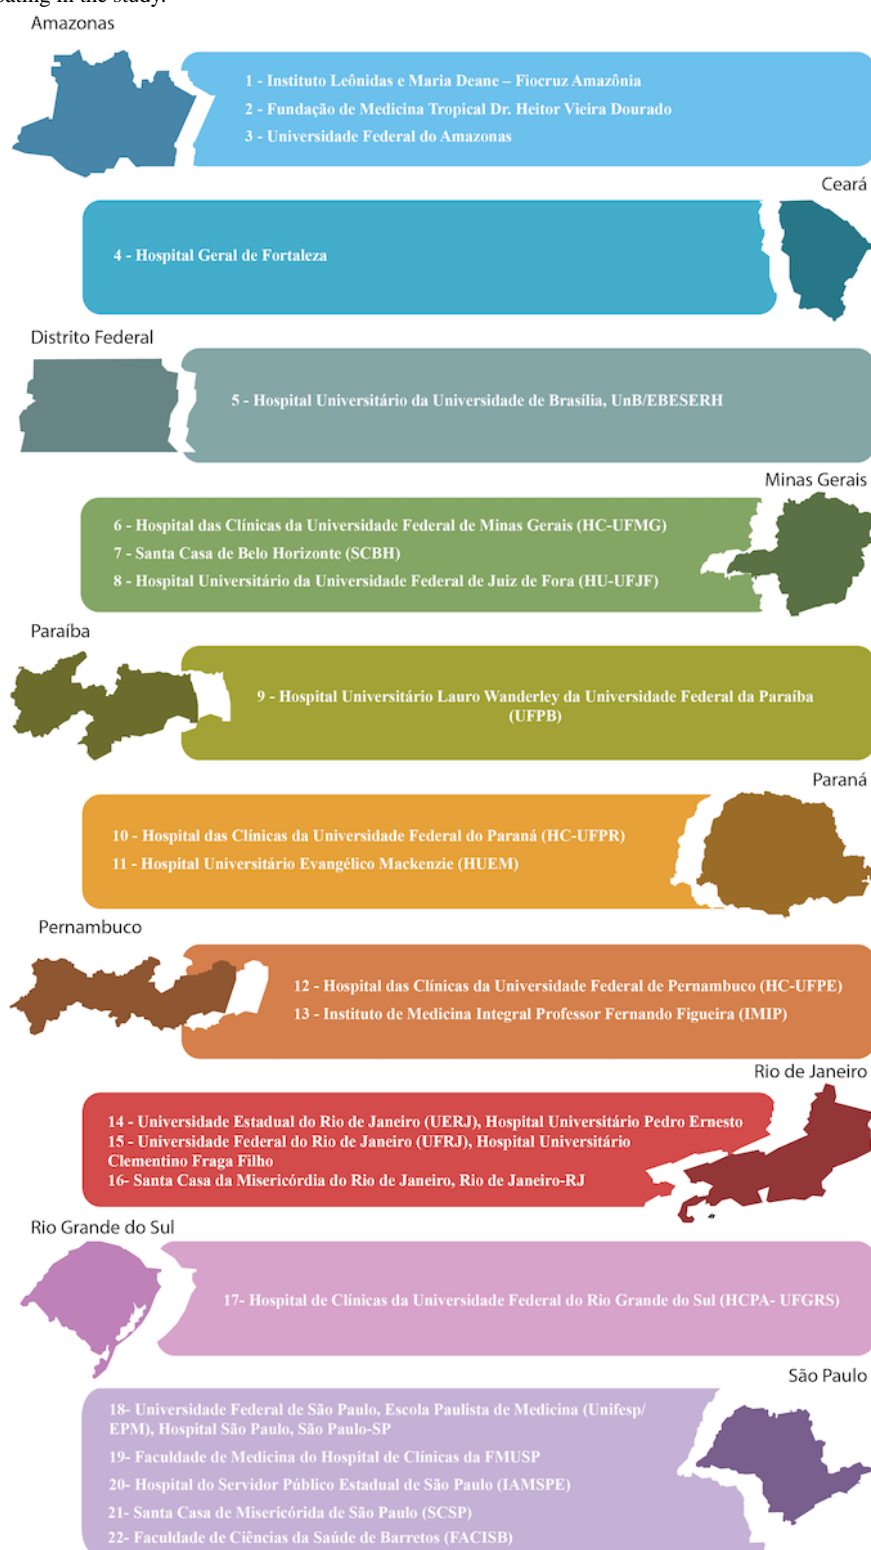 in the study.
Amazonas
1 - Instituto Leônidas e Maria Deane – Fiocruz Amazônia
2 - Fundação de Medicina Tropical Dr. Heitor Vieira Dourado
3 - Universidade Federal do Amazonas
Ceará
4 - Hospital Geral de Fortaleza
Distrito Federal
5 - Hospital Universitário da Universidade de Brasília, UnB/EBESERH
Minas Gerais
6 - Hospital das Clínicas da Universidade Federal de Minas Gerais (HC-UFMG)
7 - Santa Casa de Belo Horizonte (SCBH)
8 - Hospital Universitário da Universidade Federal de Juiz de Fora (HU-UFJF)
Paraíba
9 - Hospital Universitário Lauro Wanderley da Universidade Federal da Paraíba
(UFPB)
Paraná
10 - Hospital das Clínicas da Universidade Federal do Paraná (HC-UFPR)
11 - Hospital Universitário Evangélico Mackenzie (HUEM)
Pernambuco
12 - Hospital das Clínicas da Universidade Federal de Pernambuco (HC-UFPE)
13 - Instituto de Medicina Integral Professor Fernando Figueira (IMIP)
Rio de Janeiro
14 - Universidade Estadual do Rio de Janeiro (UERJ), Hospital Universitário Pedro Ernesto
15 - Universidade Federal do Rio de Janeiro (UFRJ), Hospital Universitário
Clementino Fraga Filho
16- Santa Casa da Misericórdia do Rio de Janeiro, Rio de Janeiro-RJ
Rio Grande do Sul
17- Hospital de Clínicas da Universidade Federal do Rio Grande do Sul (HCPA- UFGRS)
São Paulo
18- Universidade Federal de São Paulo, Escola Paulista de Medicina (Unifesp/
EPM), Hospital São Paulo, São Paulo-SP
19- Faculdade de Medicina do Hospital de Clínicas da FMUSP
20- Hospital do Servidor Público Estadual de São Paulo (IAMSPE)
21- Santa Casa de Misericórida de São Paulo (SCSP)
22- Faculdade de Ciências da Saúde de Barretos (FACISB)